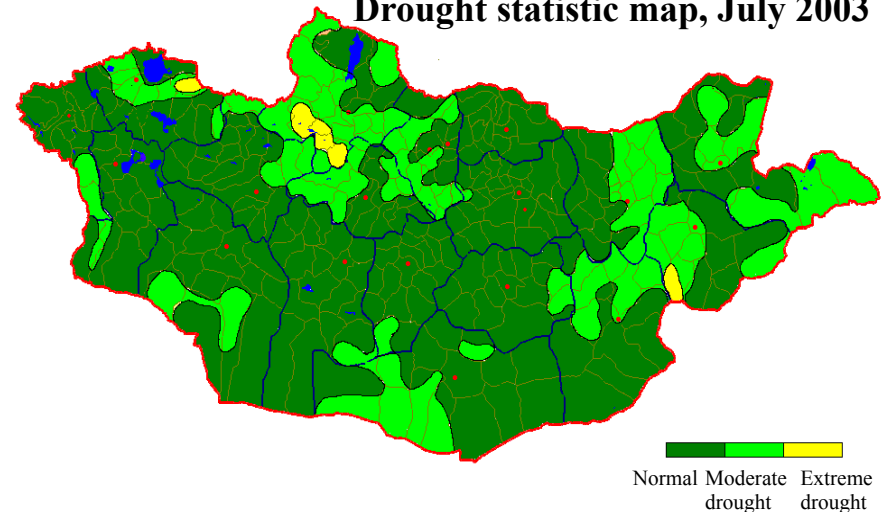 Drought statistic map, July 2003
Normal Moderate Extreme
drought drought